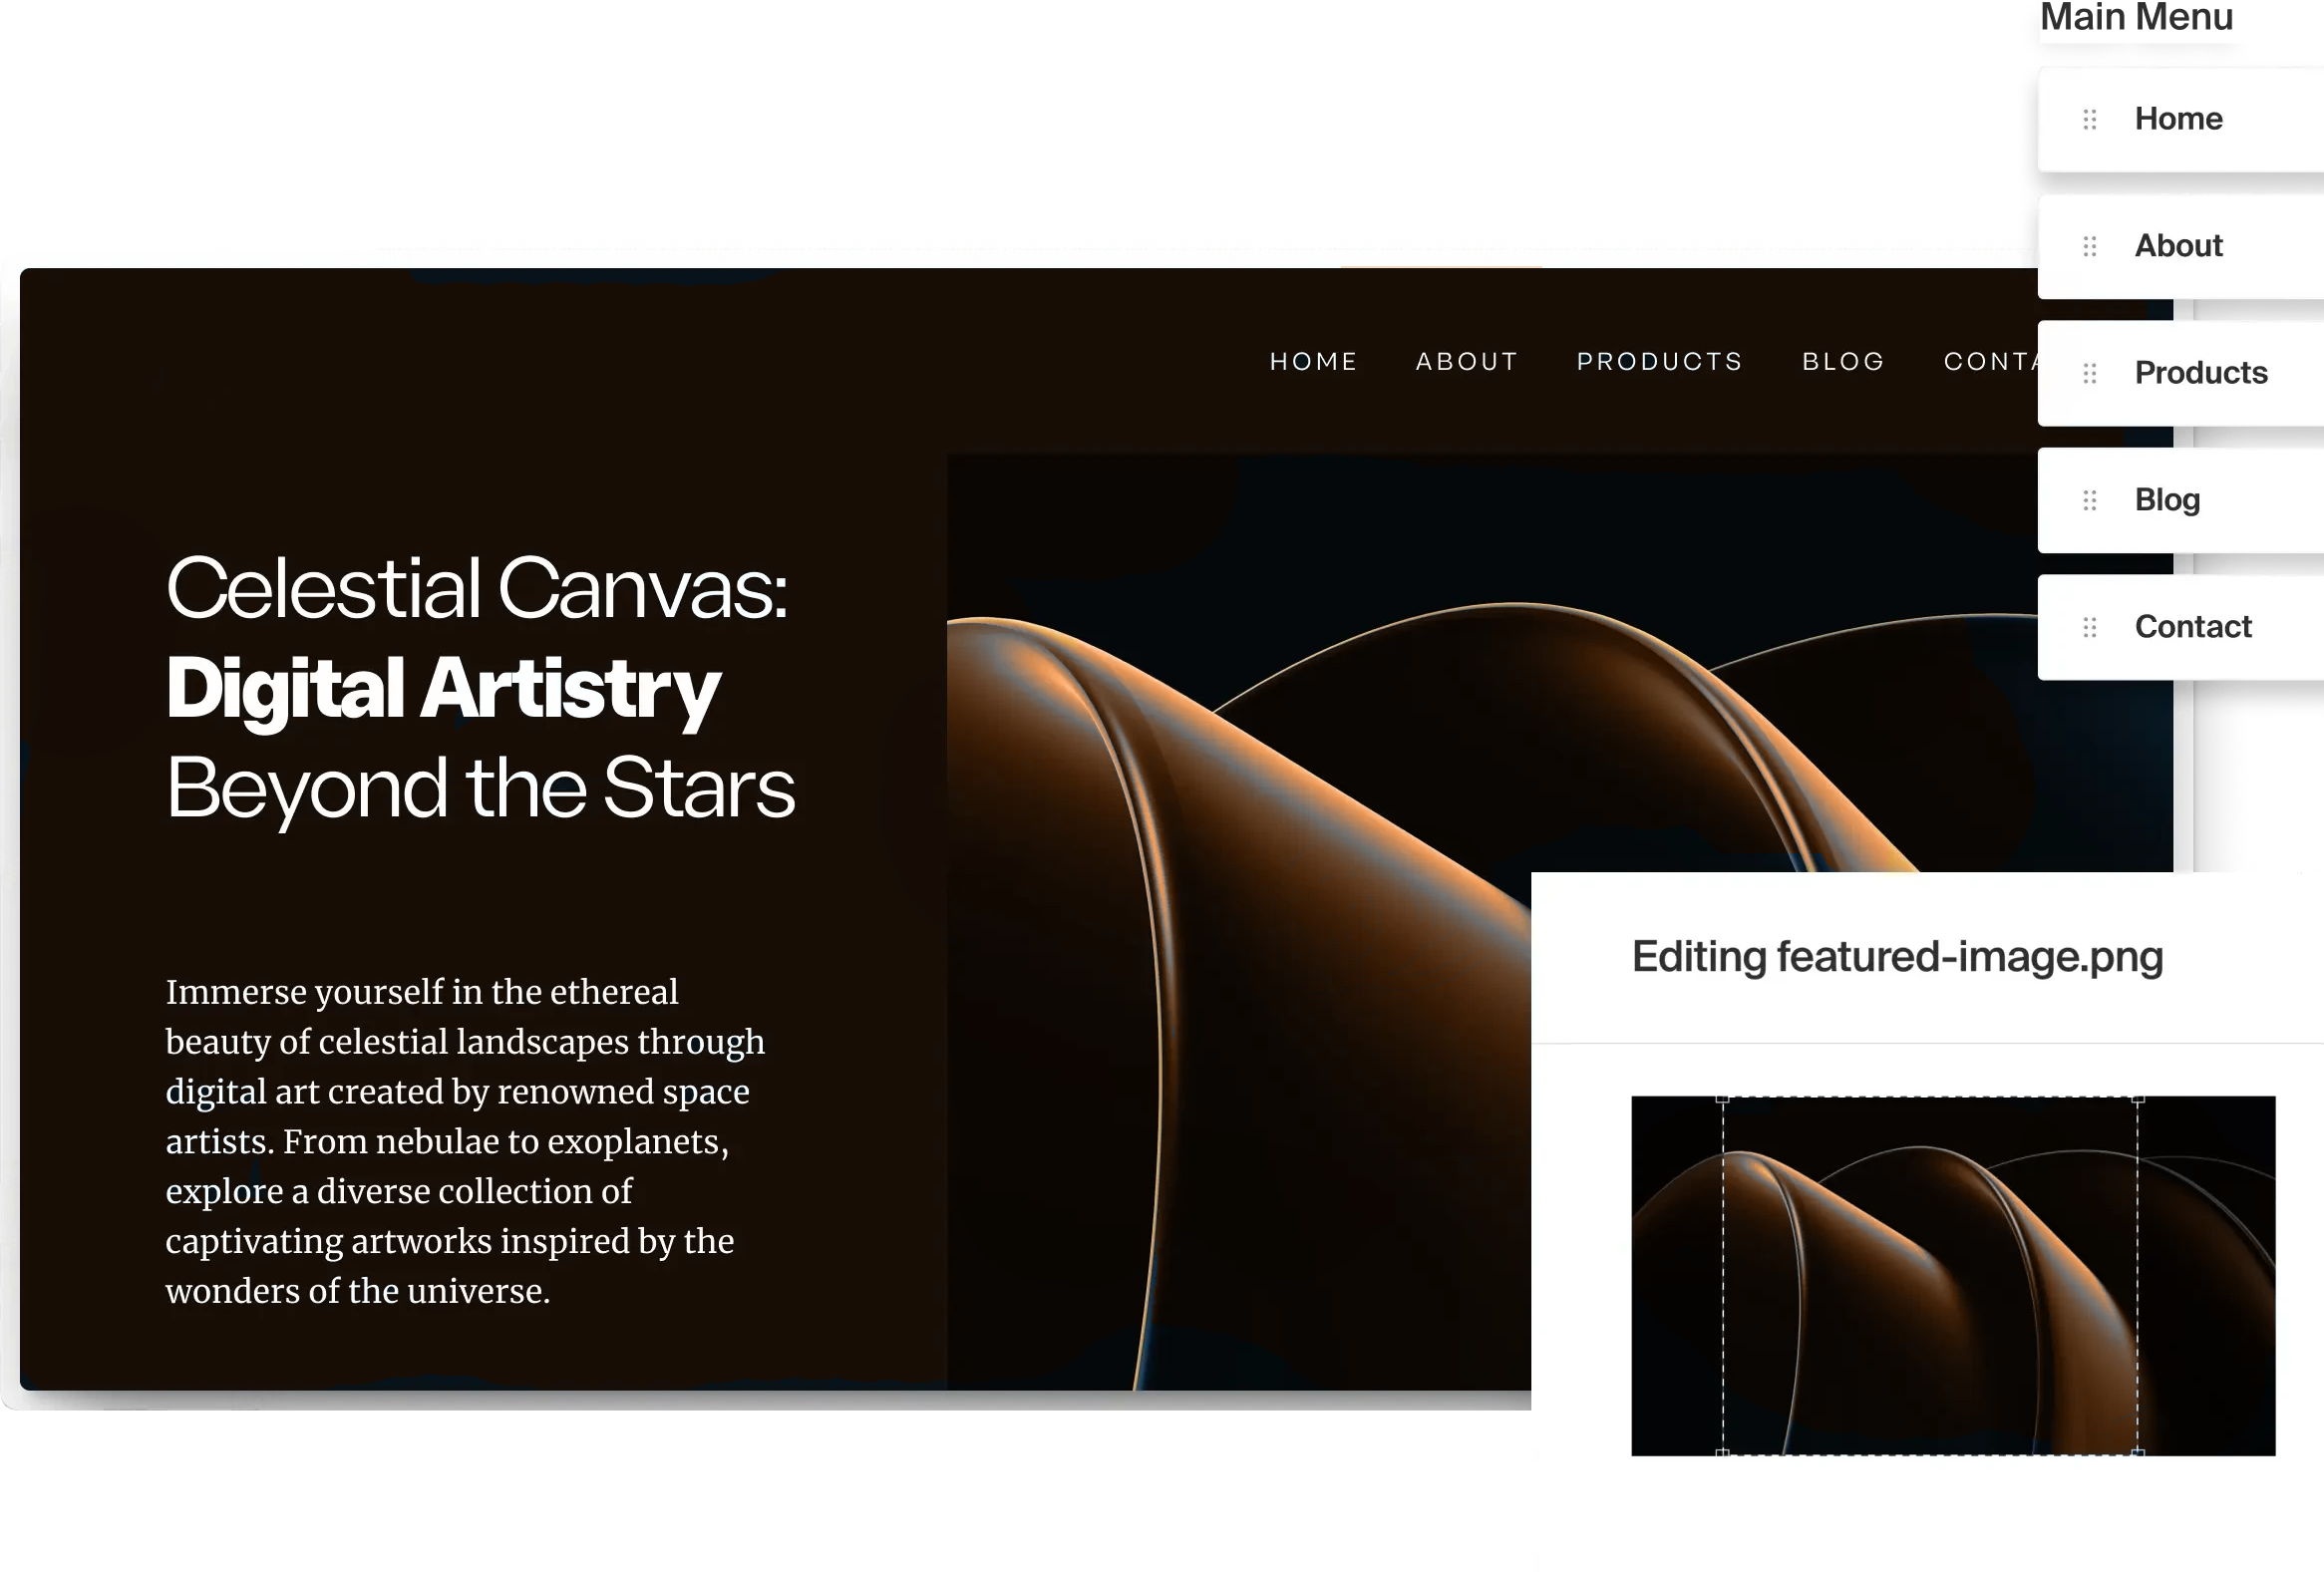 Main Menu
Home
About
Products
Blog
Contact
HOME ABOUT PRODUCTS BLOG
Celestial Canvas:
Digital Artistry
Beyond the Stars
Immerse yourself in the ethereal
beauty of celestial landscapes through
digital art created by renowned space
artists. From nebulae to exoplanets,
explore a diverse collection of
captivating artworks inspired by the
wonders of the universe.
Editing featured-image.png